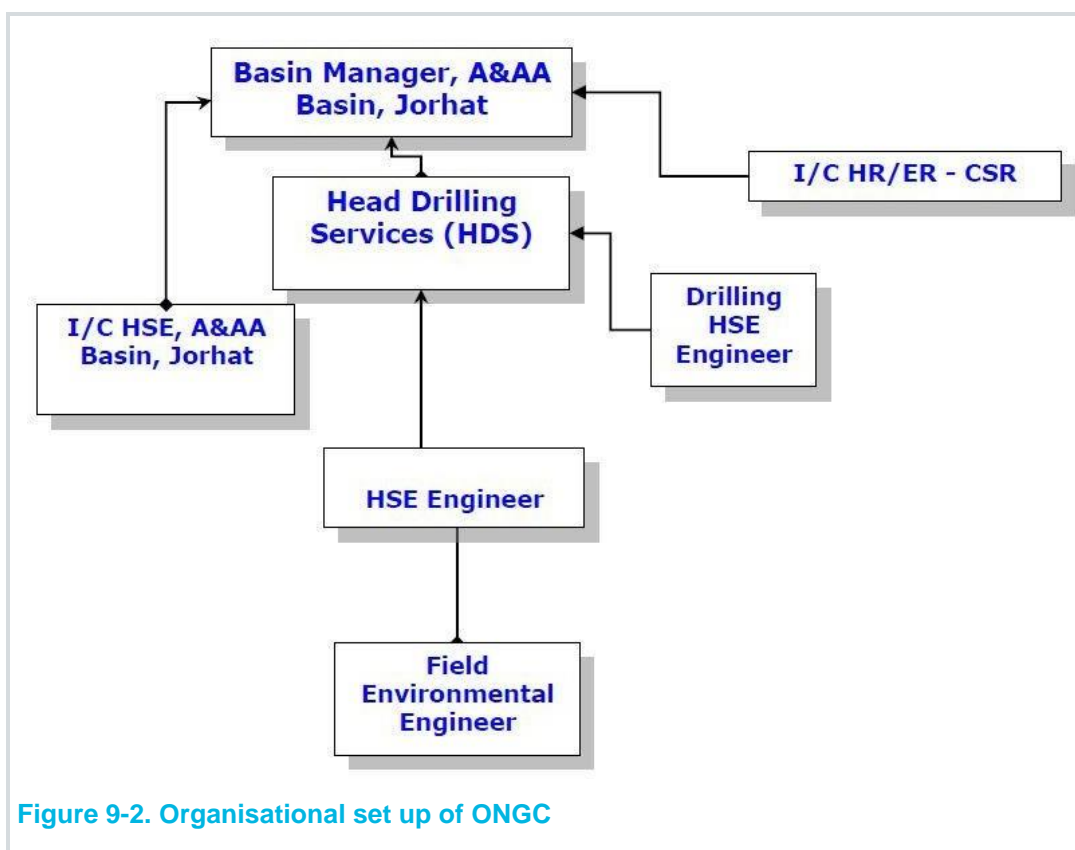 Basin Manager, A&AA
Basin, Jorhat
I/C HR/ER - CSR
Head Drilling
Services (HDS)
Drilling
HSE
Engineer
I/C HSE, A&AA
Basin, Jorhat
HSE Engineer
Field
Environmental
Engineer
Figure 9-2. Organisational set up of ONGC